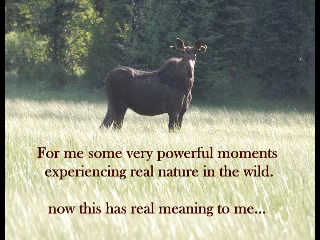 For me some very powerful moments
experiencing real nature in the wild.
now this has real meaning to me...